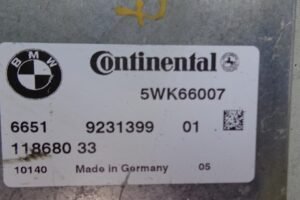 BMW Continental
5WK66007
6651 9231399 01
118680 33
10140 Made in Germany 05